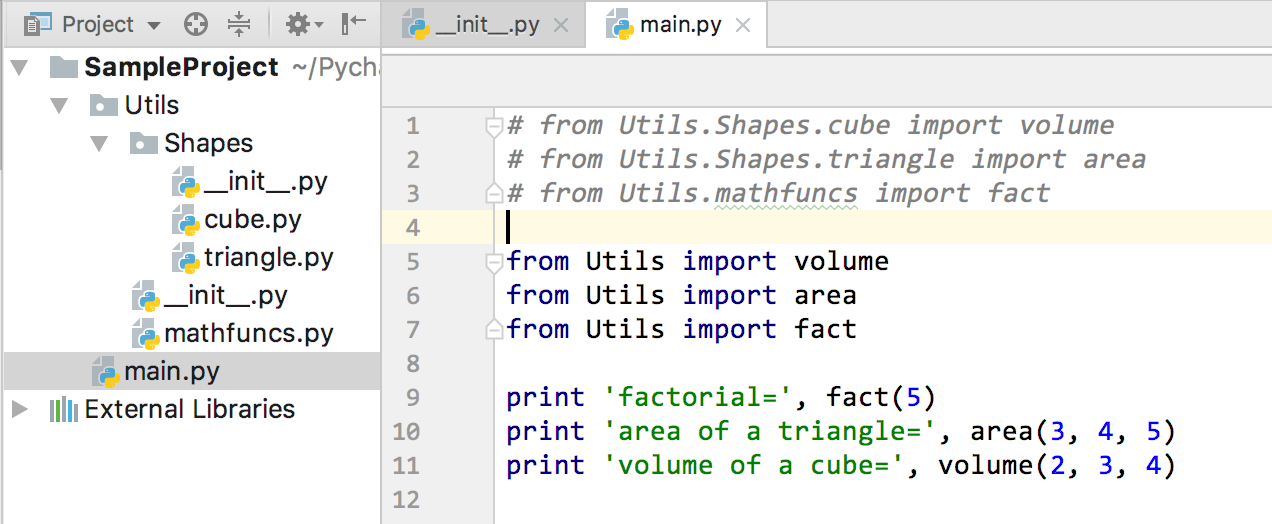 Project
__init__.py
main.py
SampleProject ~/Pycha
Utils
Shapes
__init__.py
cube.py
triangle.py
__init__.py
mathfuncs.py
main.py
External Libraries
1 # from Utils.Shapes.cube import volume
2 # from Utils.Shapes.triangle import area
3 # from Utils.mathfuncs import fact
4
5 from Utils import volume
6 from Utils import area
7 from Utils import fact
8
9 print 'factorial=', fact(5)
10 print 'area of a triangle=', area(3, 4, 5)
11 print 'volume of a cube=', volume(2, 3, 4)
12